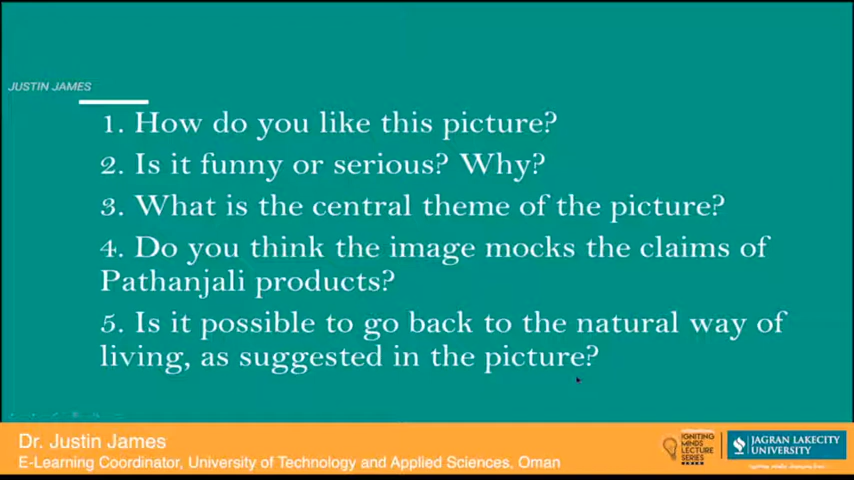 JUSTIN JAMES
1. How do you like this picture?
2. Is it funny or serious? Why?
3. What is the central theme of the picture?
4. Do you think the image mocks the claims of
Pathanjali products?
5. Is it possible to go back to the natural way of
living, as suggested in the picture?
Dr. Justin James
E-Learning Coordinator, University of Technology and Applied Sciences, Oman
IGNITING
MINDS
LECTURE
SERIES
JAGRAN LAKECITY
UNIVERSITY